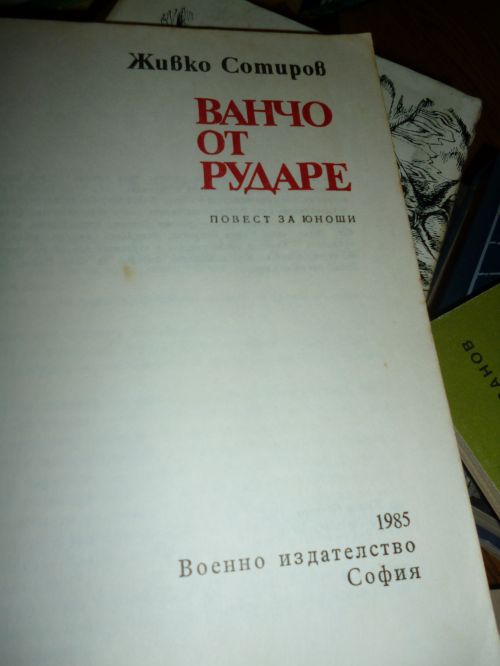 Живко Сотиров
ВАНЧО
ОТ
РУДАРЕ
ПОВЕСТ ЗА ЮНОШИ
1985
Военно издателство
София